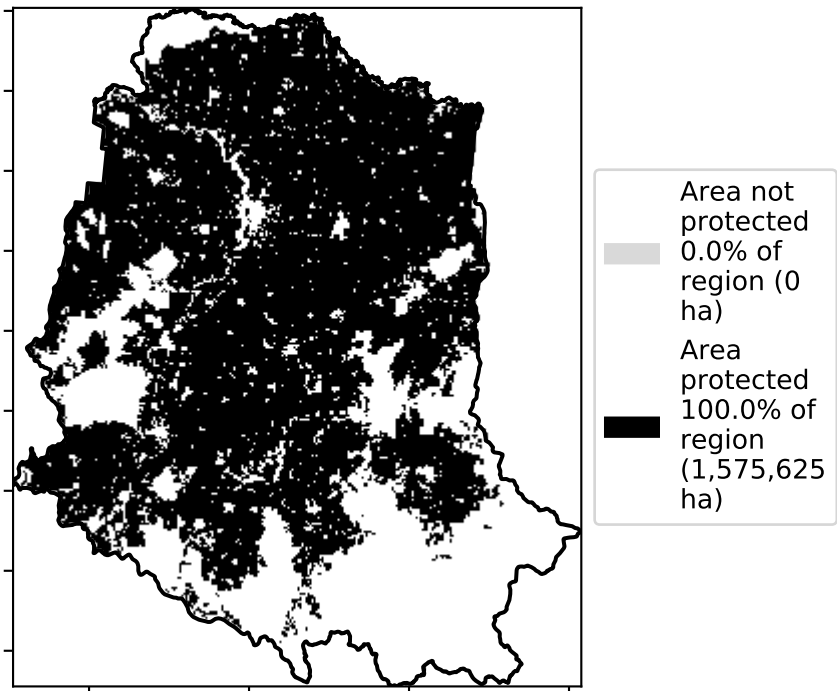 Area not
protected
0.0% of
region (0
ha)
Area
protected
100.0% of
region
(1,575,625
ha)